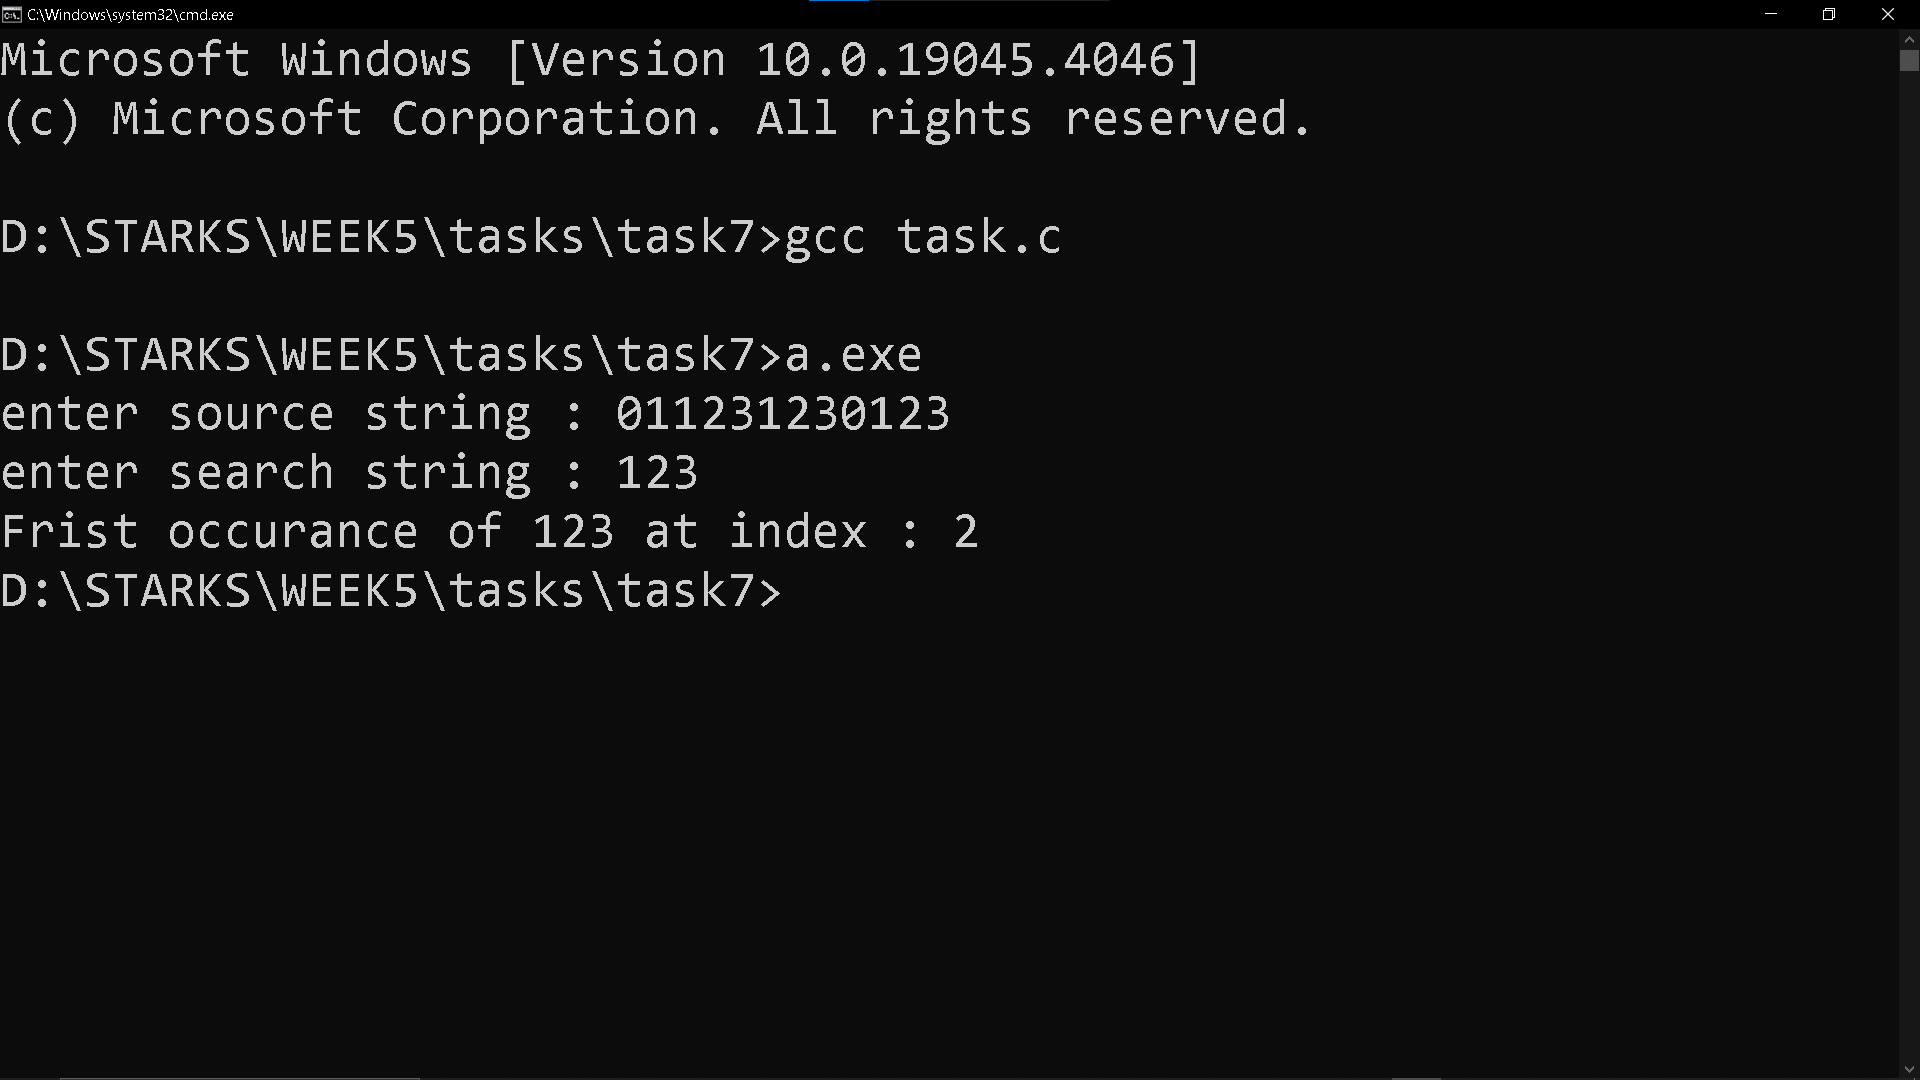 C:\Windows\system32\cmd.exe
Microsoft Windows [Version 10.0.19045.4046]
(c) Microsoft Corporation. All rights reserved.
D:\STARKS\WEEK5\tasks\task7>gcc task.c
D:\STARKS\WEEK5\tasks\task7>a.exe
enter source string : 011231230123
enter search string : 123
Frist occurance of 123 at index : 2
D:\STARKS\WEEK5\tasks\task7>